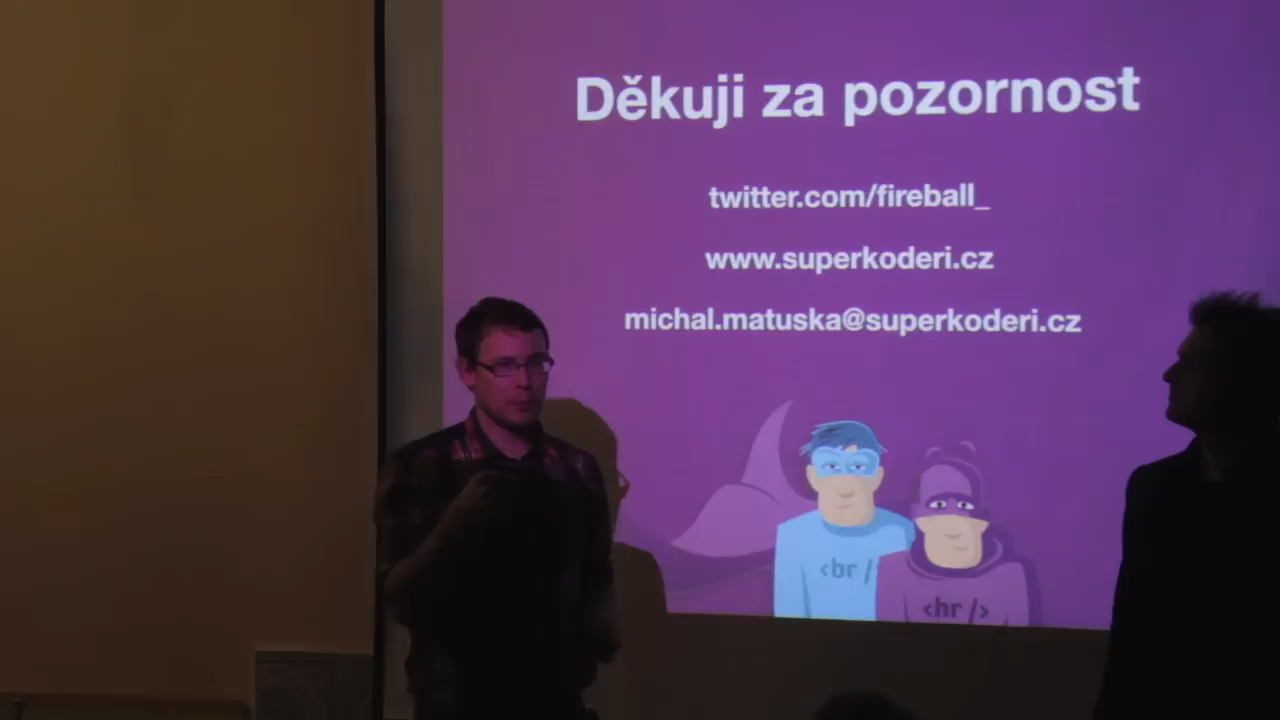 Děkuji za pozornost
twitter.com/fireball_
www.superkoderi.cz
michal.matuska@superkoderi.cz
<br />
<hr />